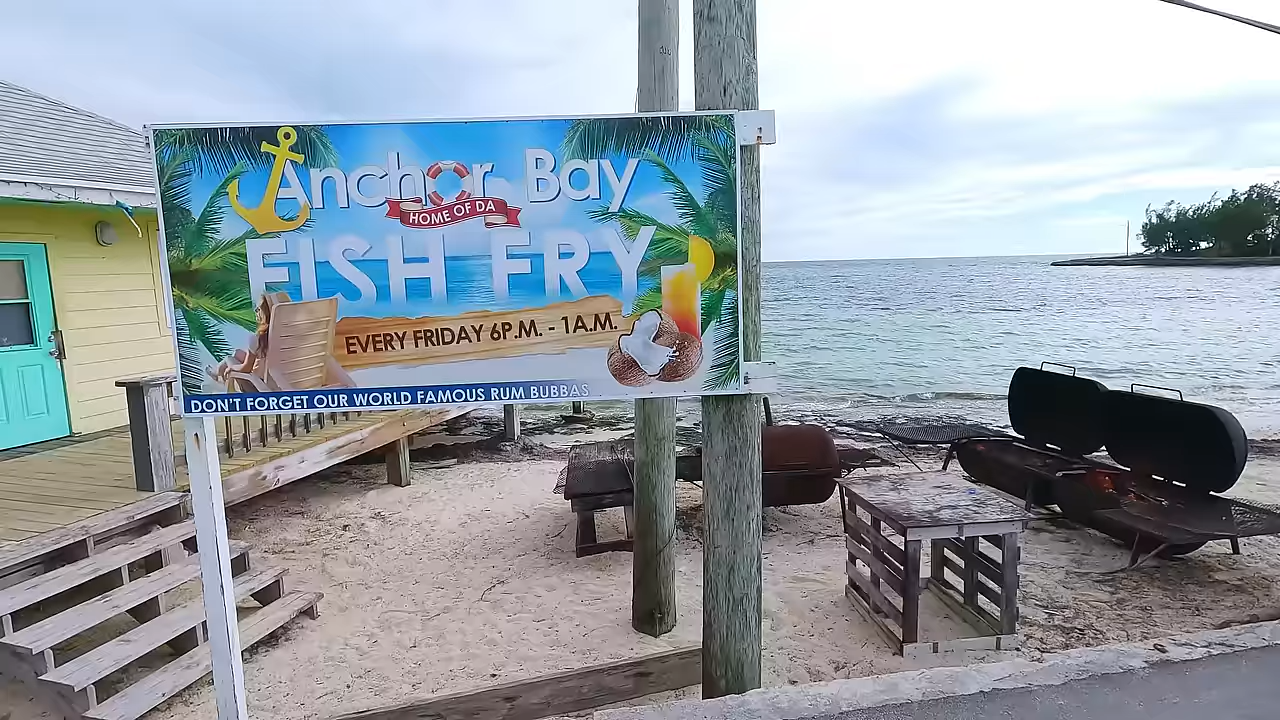 Anchor Bay
HOME OF DA
FISH FRY
EVERY FRIDAY 6P.M. - 1A.M.
DON'T FORGET OUR WORLD FAMOUS RUM BUBBAS